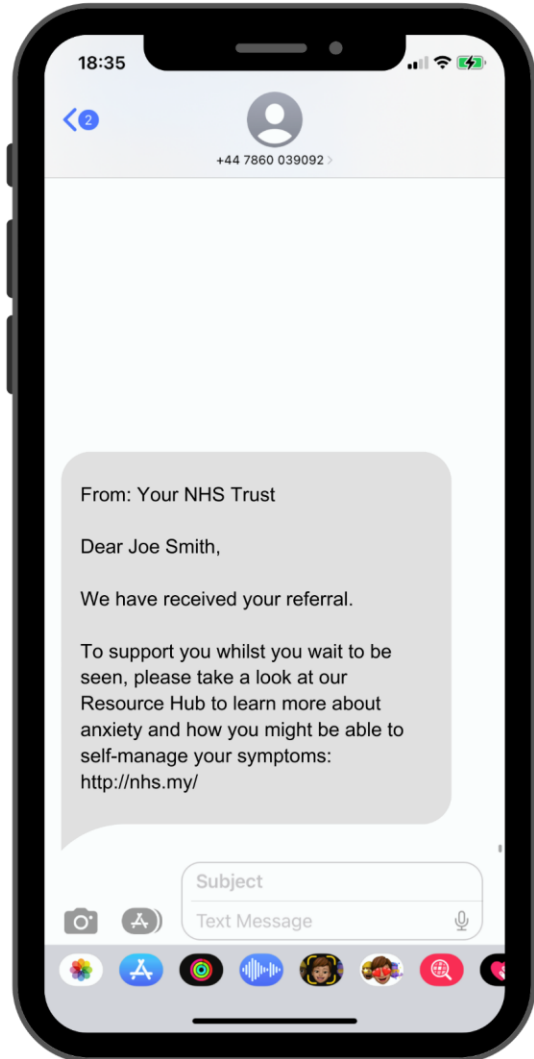 18:35
2
+44 7860 039092
From: Your NHS Trust
Dear Joe Smith,
We have received your referral.
To support you whilst you wait to be
seen, please take a look at our
Resource Hub to learn more about
anxiety and how you might be able to
self-manage your symptoms:
http://nhs.my/
Subject
Text Message